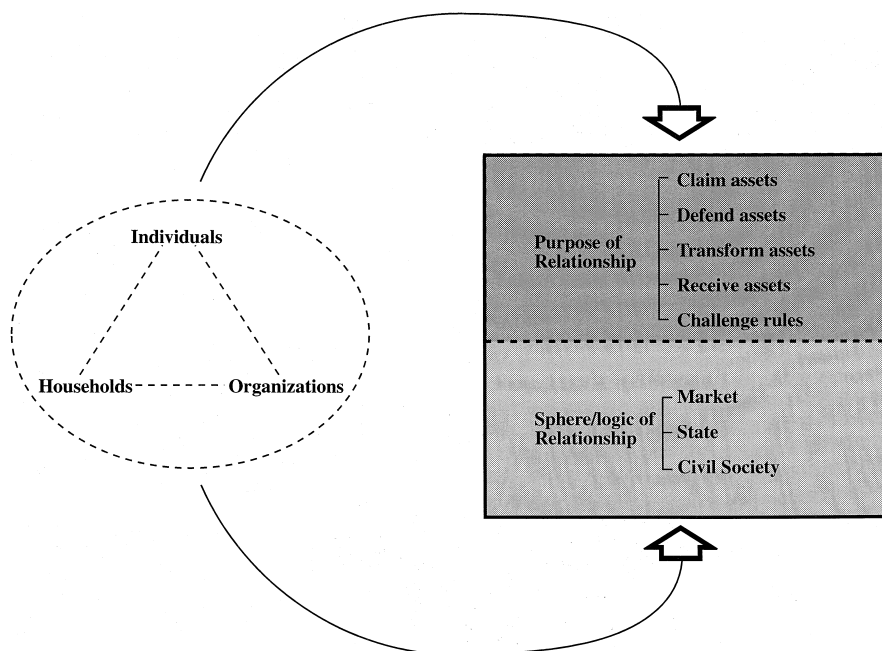 Individuals
Households
Organizations
Purpose of
Relationship
Claim assets
Defend assets
Transform assets
Receive assets
Challenge rules
Sphere/logic of
Relationship
Market
State
Civil Society